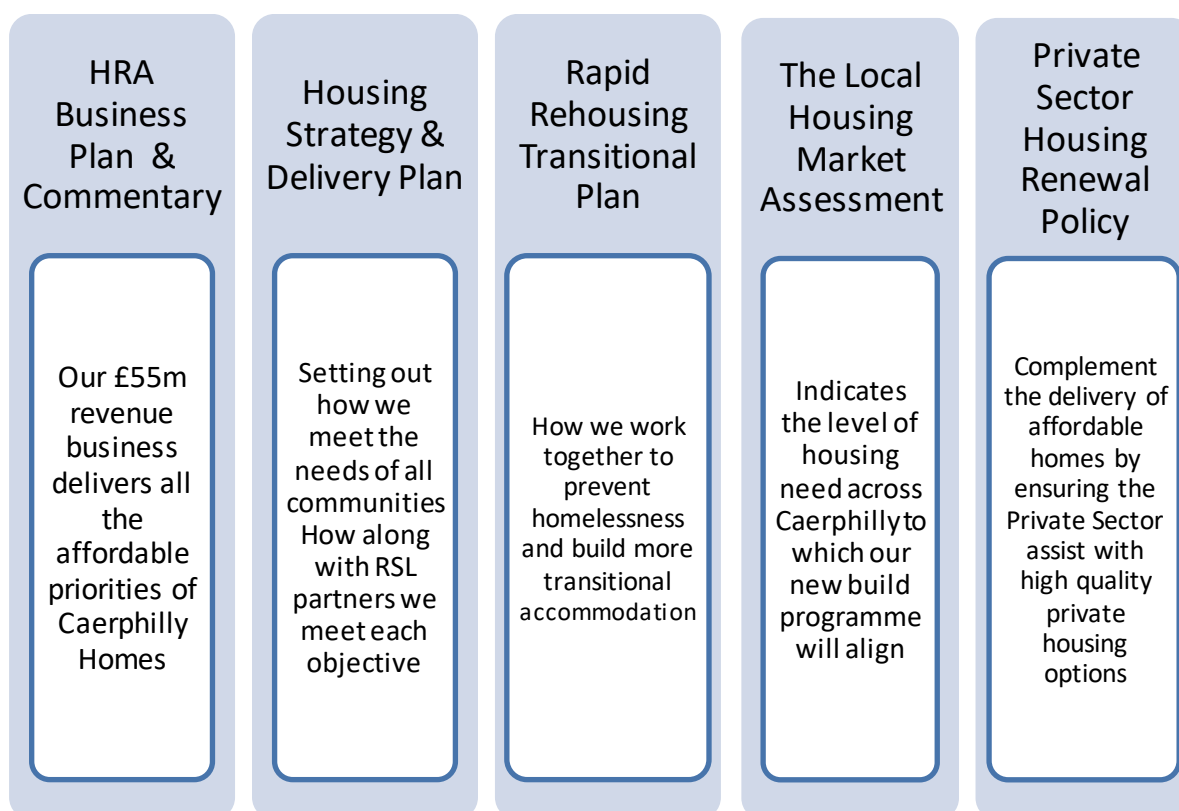 HRA
Business
Plan & 
Commentary
Our £55m
revenue
business
delivers all
the
affordable
priorities of
Caerphilly
Homes
Housing
Strategy &
Delivery Plan
Setting out
how we
meet the
needs of all
communities
How along
with RSL
partners we
meet each
objective
Rapid
Rehousing
Transitional
Plan
How we work
together to
prevent
homelessness
and build more
transitional
accommodation
The Local
Housing
Market
Assessment
Indicates
the level of
housing
need across
Caerphilly to
which our
new build
programme
will align
Private
Sector
Housing
Renewal
Policy
Complement
the delivery of
affordable
homes by
ensuring the
Private Sector
assist with
high quality
private
housing
options